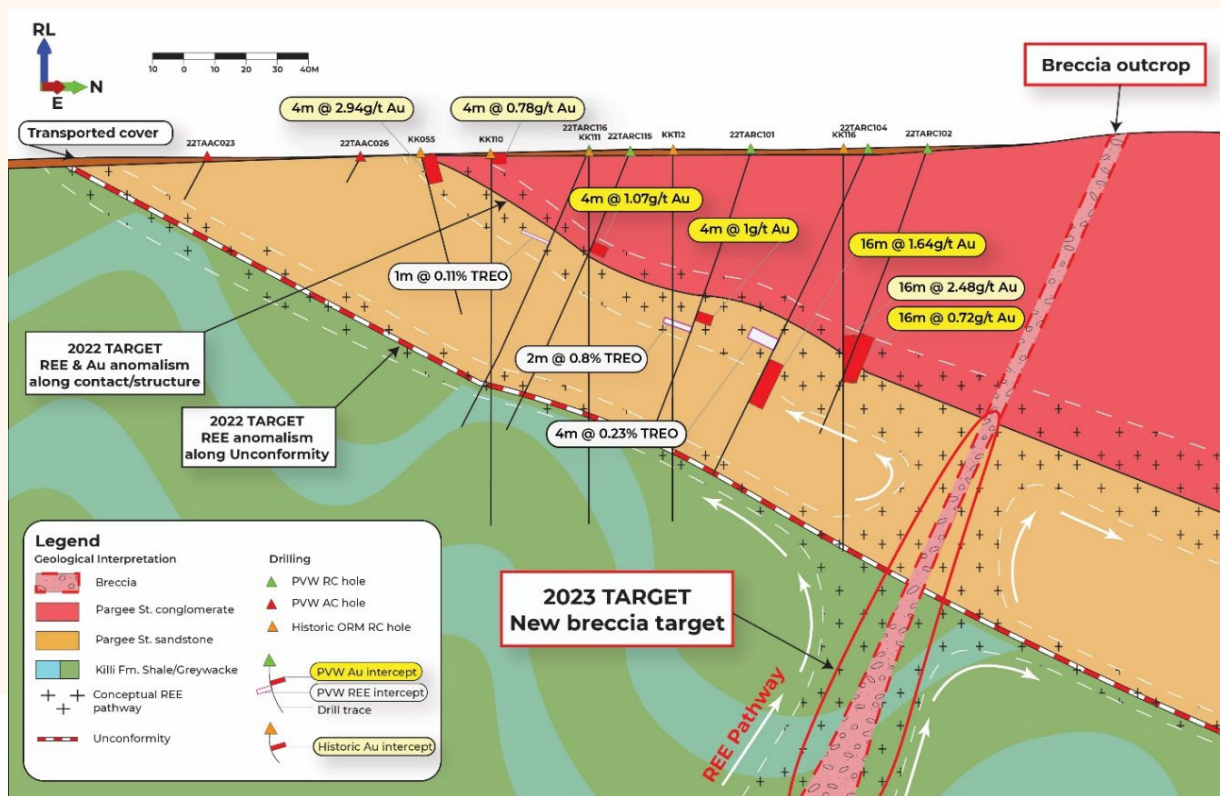 RL
N
E
10 0 10 20 30 40M
Breccia outcrop
4m @ 2.94g/t Au
4m @ 0.78g/t Au
Transported cover
22TAAC023
22TAAC026
KK055
KK110
22TARC116
KK111
22TARC115
KK112
22TARC101
KK116
22TARC104
22TARC102
4m @ 1.07g/t Au
4m @ 1g/t Au
16m @ 1.64g/t Au
1m @ 0.11% TREO
16m @ 2.48g/t Au
16m @ 0.72g/t Au
2022 TARGET
REE & Au anomalism
along contact/structure
2m @ 0.8% TREO
2022 TARGET
REE anomalism
along Unconformity
4m @ 0.23% TREO
2023 TARGET
New breccia target
REE Pathway
Legend
Geological Interpretation
Breccia
Pargee St. conglomerate
Pargee St. sandstone
Killi Fm. Shale/Greywacke
Conceptual REE
pathway
Unconformity
Drilling
PVW RC hole
PVW AC hole
Historic ORM RC hole
PVW Au intercept
PVW REE intercept
Drill trace
Historic Au intercept